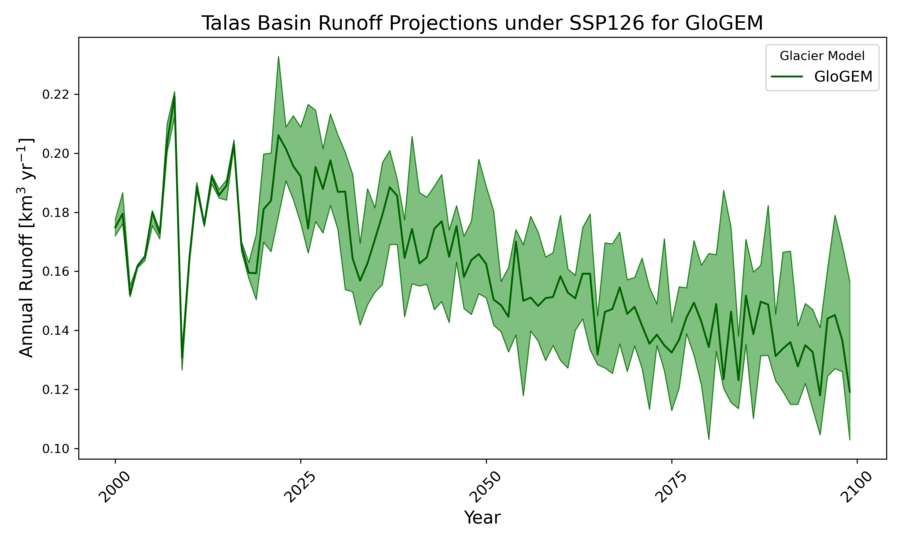 Talas Basin Runoff Projections under SSP126 for GloGEM
Glacier Model
GloGEM
Annual Runoff [km³ yr⁻¹]
0.22
0.20
0.18
0.16
0.14
0.12
0.10
2000
2025
2050
2075
2100
Year